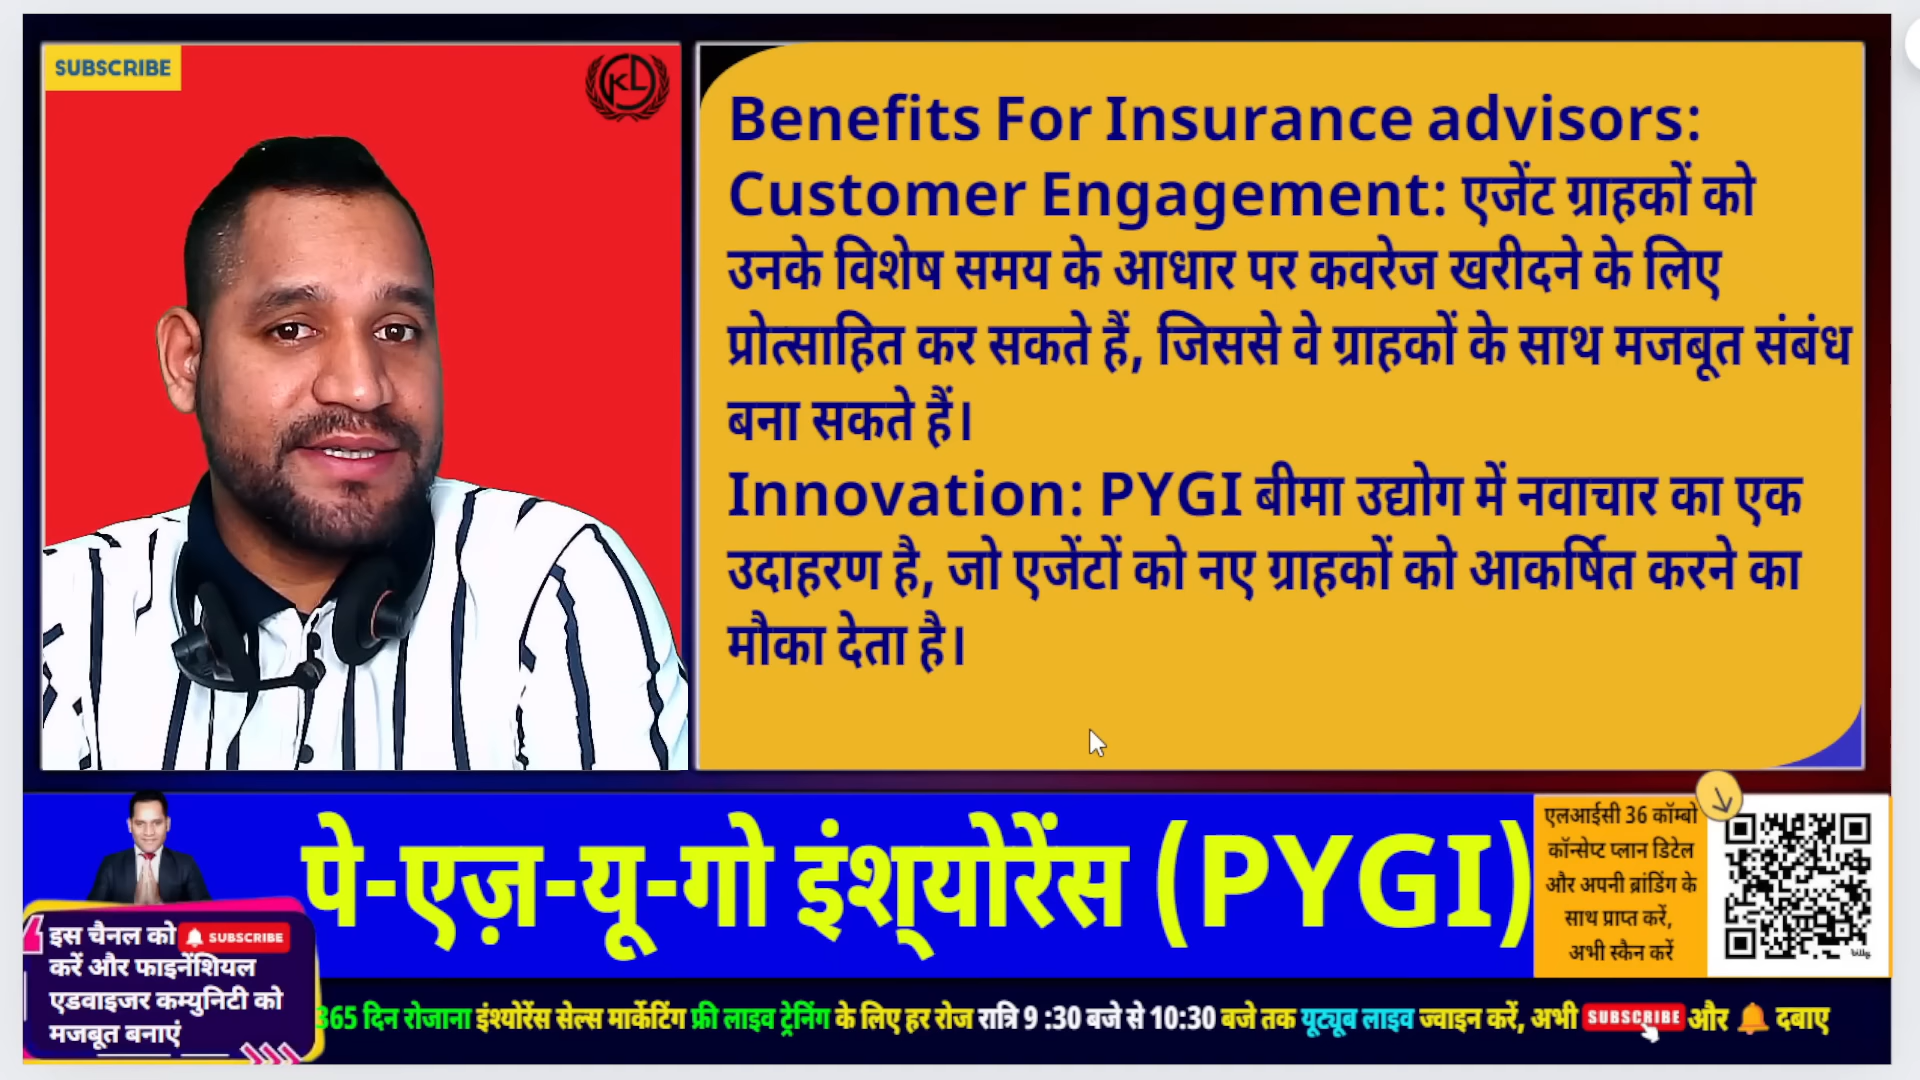 SUBSCRIBE
KL
Benefits For Insurance advisors:
Customer Engagement: एजेंट ग्राहकों को
उनके विशेष समय के आधार पर कवरेज खरीदने के लिए
प्रोत्साहित कर सकते हैं, जिससे वे ग्राहकों के साथ मजबूत संबंध
बना सकते हैं।
Innovation: PYGI बीमा उद्योग में नवाचार का एक
उदाहरण है, जो एजेंटों को नए ग्राहकों को आकर्षित करने का
मौका देता है।
पे-एज़-यू-गो इंश्योरेंस (PYGI)
एलआईसी 36 कॉम्बो
कॉन्सेप्ट प्लान डिटेल
और अपनी ब्रांडिंग के
साथ प्राप्त करें,
अभी स्कैन करें
bitly
इस चैनल को SUBSCRIBE
करें और फाइनेंशियल
एडवाइजर कम्युनिटी को
मजबूत बनाएं
365 दिन रोजाना इंश्योरेंस सेल्स मार्केटिंग फ्री लाइव ट्रेनिंग के लिए हर रोज रात्रि 9 :30 बजे से 10:30 बजे तक यूट्यूब लाइव ज्वाइन करें, अभी SUBSCRIBE और दबाए